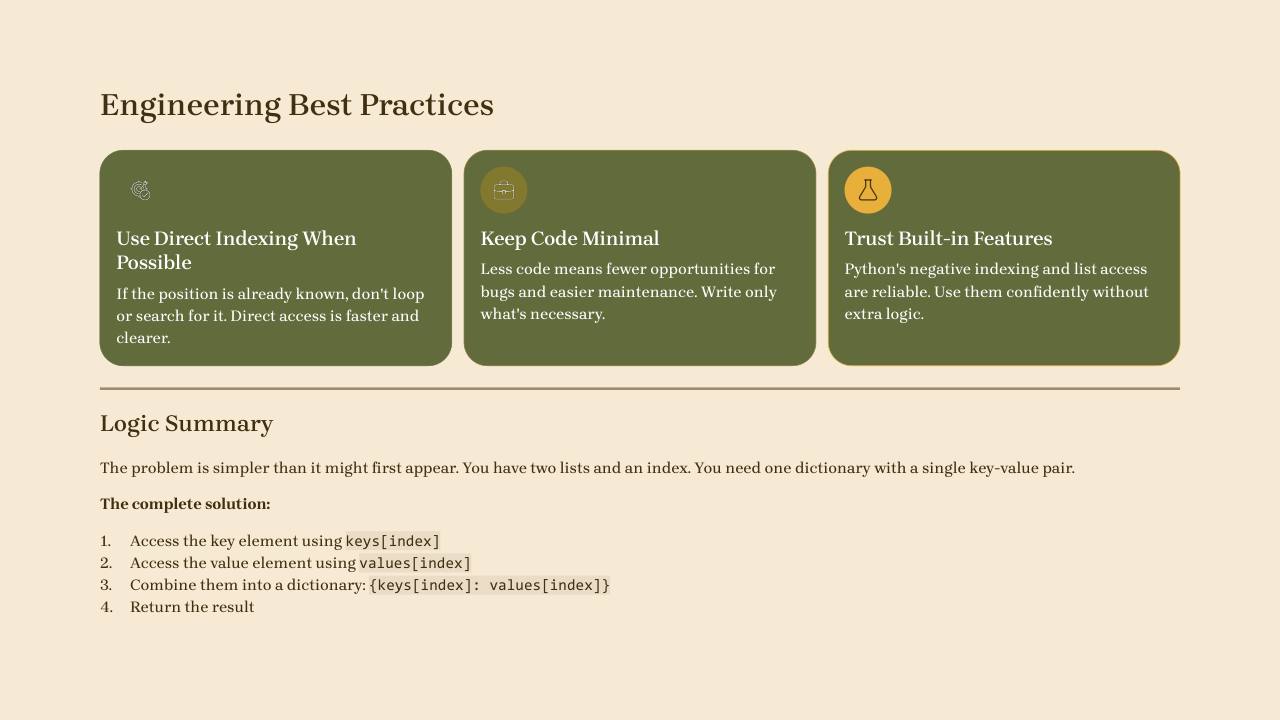 Engineering Best Practices
Use Direct Indexing When
Possible
If the position is already known, don't loop
or search for it. Direct access is faster and
clearer.
Keep Code Minimal
Less code means fewer opportunities for
bugs and easier maintenance. Write only
what's necessary.
Trust Built-in Features
Python's negative indexing and list access
are reliable. Use them confidently without
extra logic.
Logic Summary
The problem is simpler than it might first appear. You have two lists and an index. You need one dictionary with a single key-value pair.
The complete solution:
1. Access the key element using keys[index]
2. Access the value element using values[index]
3. Combine them into a dictionary: {keys[index]: values[index]}
4. Return the result